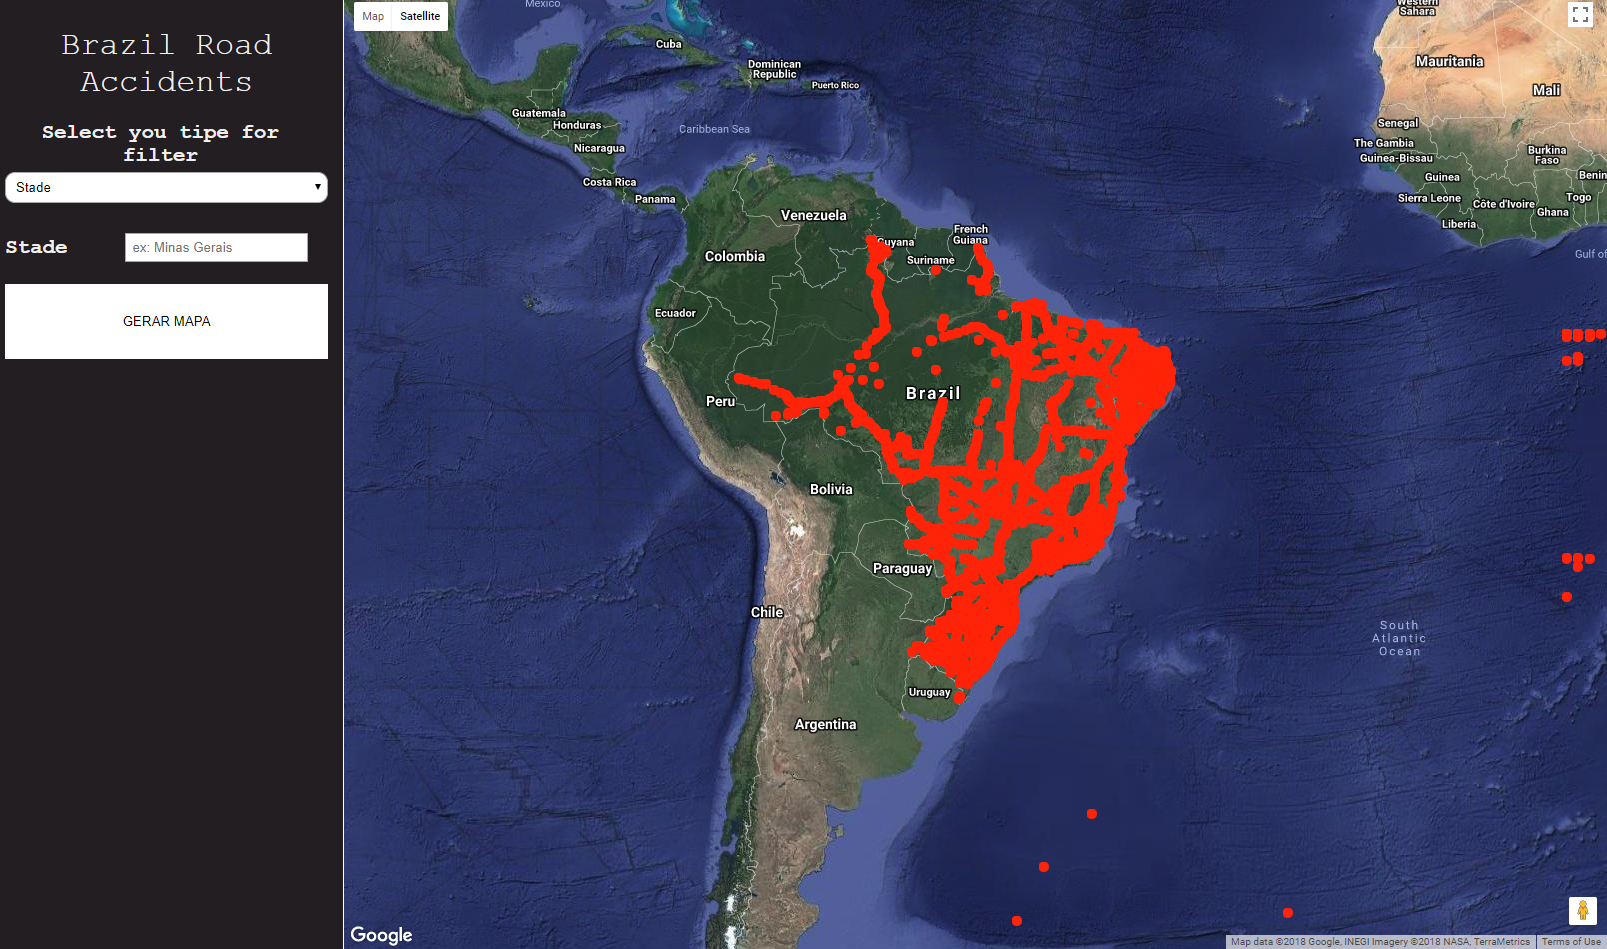 Brazil Road
Accidents
Select you tipe for
filter
Stade
Stade
ex: Minas Gerais
GERAR MAPA
Map
Satellite
Mexico
Cuba
Dominican
Republic
Puerto Rico
Guatemala
Honduras
Caribbean Sea
Nicaragua
Costa Rica
Panama
Venezuela
Guyana
French
Guiana
Colombia
Suriname
Ecuador
Brazil
Peru
Bolivia
Paraguay
Chile
Uruguay
Argentina
Western
Sahara
Mauritania
Mali
Senegal
The Gambia
Guinea-Bissau
Burkina
Faso
Guinea
Benin
Sierra Leone
Côte d'Ivoire
Togo
Ghana
Liberia
Gulf of
South
Atlantic
Ocean
Google
Map data ©2018 Google, INEGI Imagery ©2018 NASA, TerraMetrics
Terms of Use